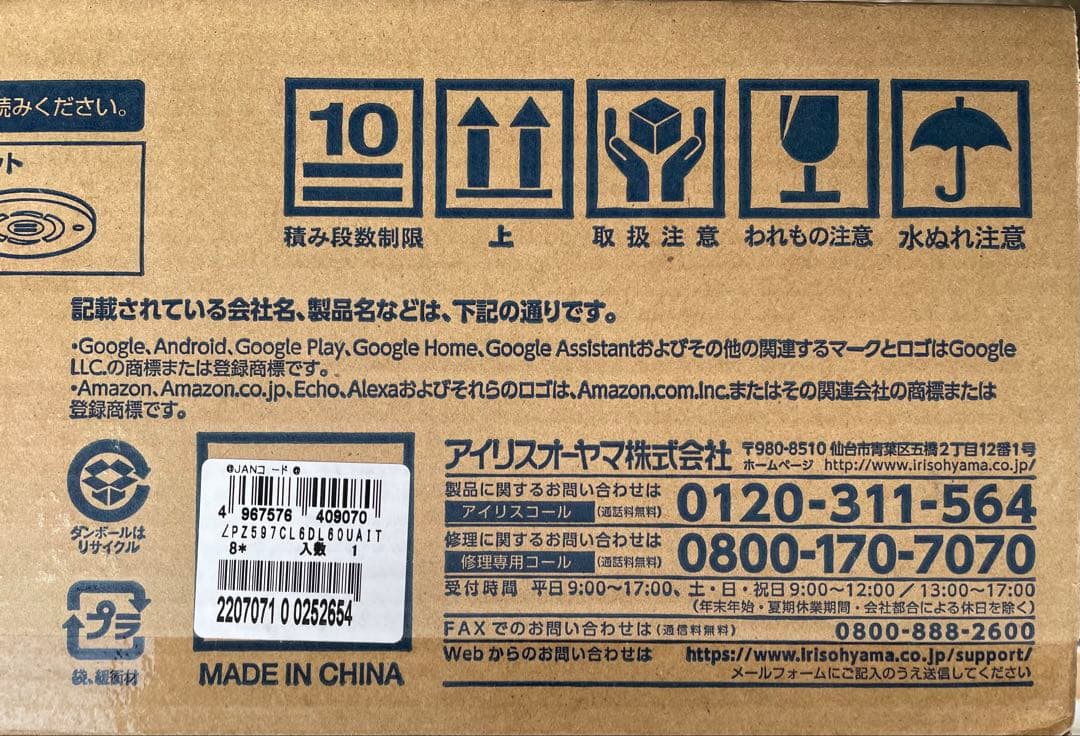 読みください。
ット
10
積み段数制限
上
取扱注意
われもの注意
水ぬれ注意
記載されている会社名、製品名などは、下記の通りです。
・Google、Android、Google Play、Google Home、Google Assistantおよびその他の関連するマークとロゴはGoogle
LLC.の商標または登録商標です。
・Amazon、Amazon.co.jp、Echo、Alexaおよびそれらのロゴは、Amazon.com.Inc.またはその関連会社の商標または
登録商標です。
ダンボールは
リサイクル
プラ
袋、緩衝材
@JANコード@
4 967576 409070
∠PZ597CL6DL60UAIT
8* 入数 1
2207071 0 0252654
MADE IN CHINA
アイリスオーヤマ株式会社 〒980-8510 仙台市青葉区五橋2丁目12番1号
ホームページ http://www.irisohyama.co.jp/
製品に関するお問い合わせは
アイリスコール (通話料無料) 0120-311-564
修理に関するお問い合わせは
修理専用コール (通話料無料) 0800-170-7070
受付時間 平日9:00~17:00、土・日・祝日9:00~12:00/13:00~17:00
(年末年始・夏期休業期間・会社都合による休日を除く)
FAXでのお問い合わせは(通信料無料) 0800-888-2600
Webからのお問い合わせは https://www.irisohyama.co.jp/support/
メールフォームにご記入のうえ送信してください